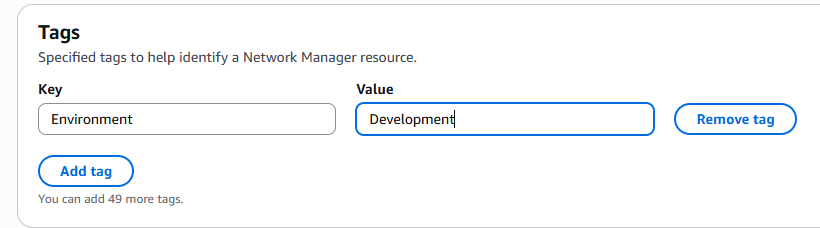 Tags
Specified tags to help identify a Network Manager resource.
Key Value
Environment Development Remove tag
Add tag
You can add 49 more tags.